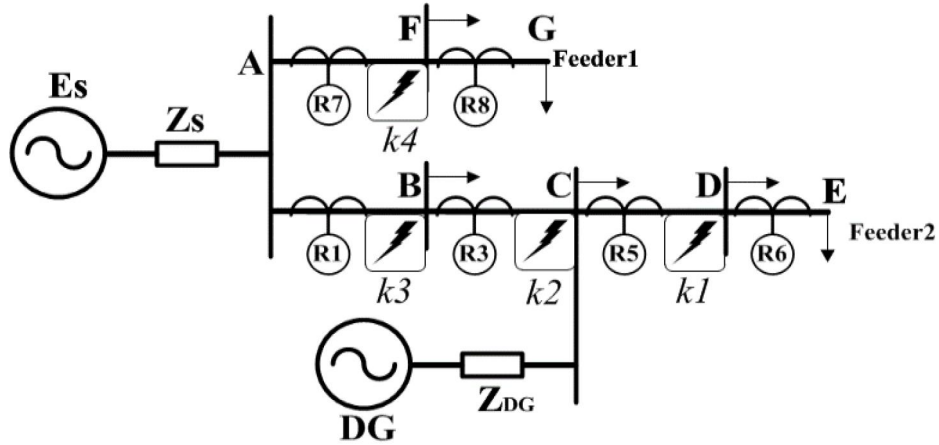 F
G
A
Feeder1
Es
R7
R8
Zs
k4
B
C
D
E
R1
R3
R5
R6
Feeder2
k3
k2
k1
DG
ZDG